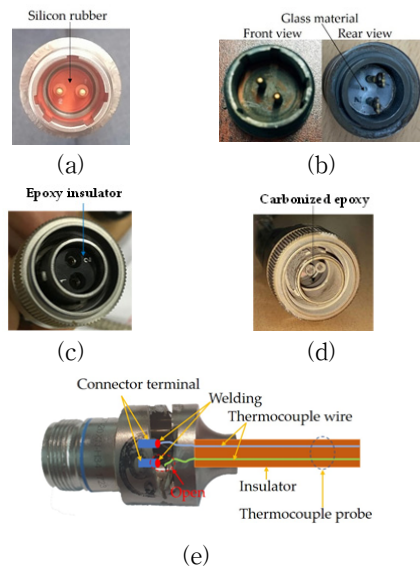 Silicon rubber
(a)
Glass material
Front view Rear view
(b)
Epoxy insulator
(c)
Carbonized epoxy
(d)
Connector terminal
Welding
Thermocouple wire
Open
Insulator
Thermocouple probe
(e)